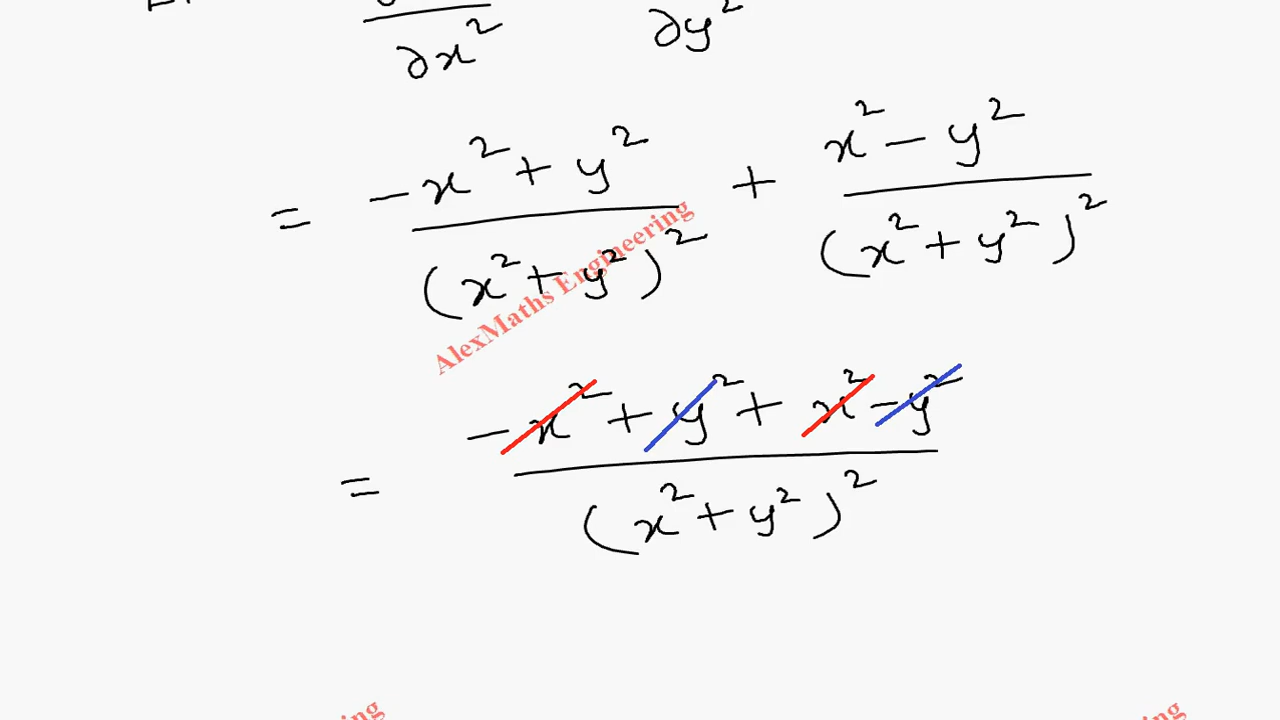 ∂x² ∂y²
= (-x² + y²)/(x² + y²)² + (x² - y²)/(x² + y²)²
AlexMaths Engineering
= (-x² + y² + x² - y²)/(x² + y²)²